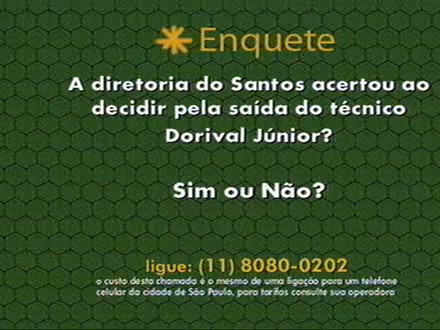 Enquete
A diretoria do Santos acertou ao
decidir pela saída do técnico
Dorival Júnior?
Sim ou Não?
ligue: (11) 8080-0202
o custo desta chamada é o mesmo de uma ligação para um telefone
celular da cidade de São Paulo, para tarifas consulte sua operadora